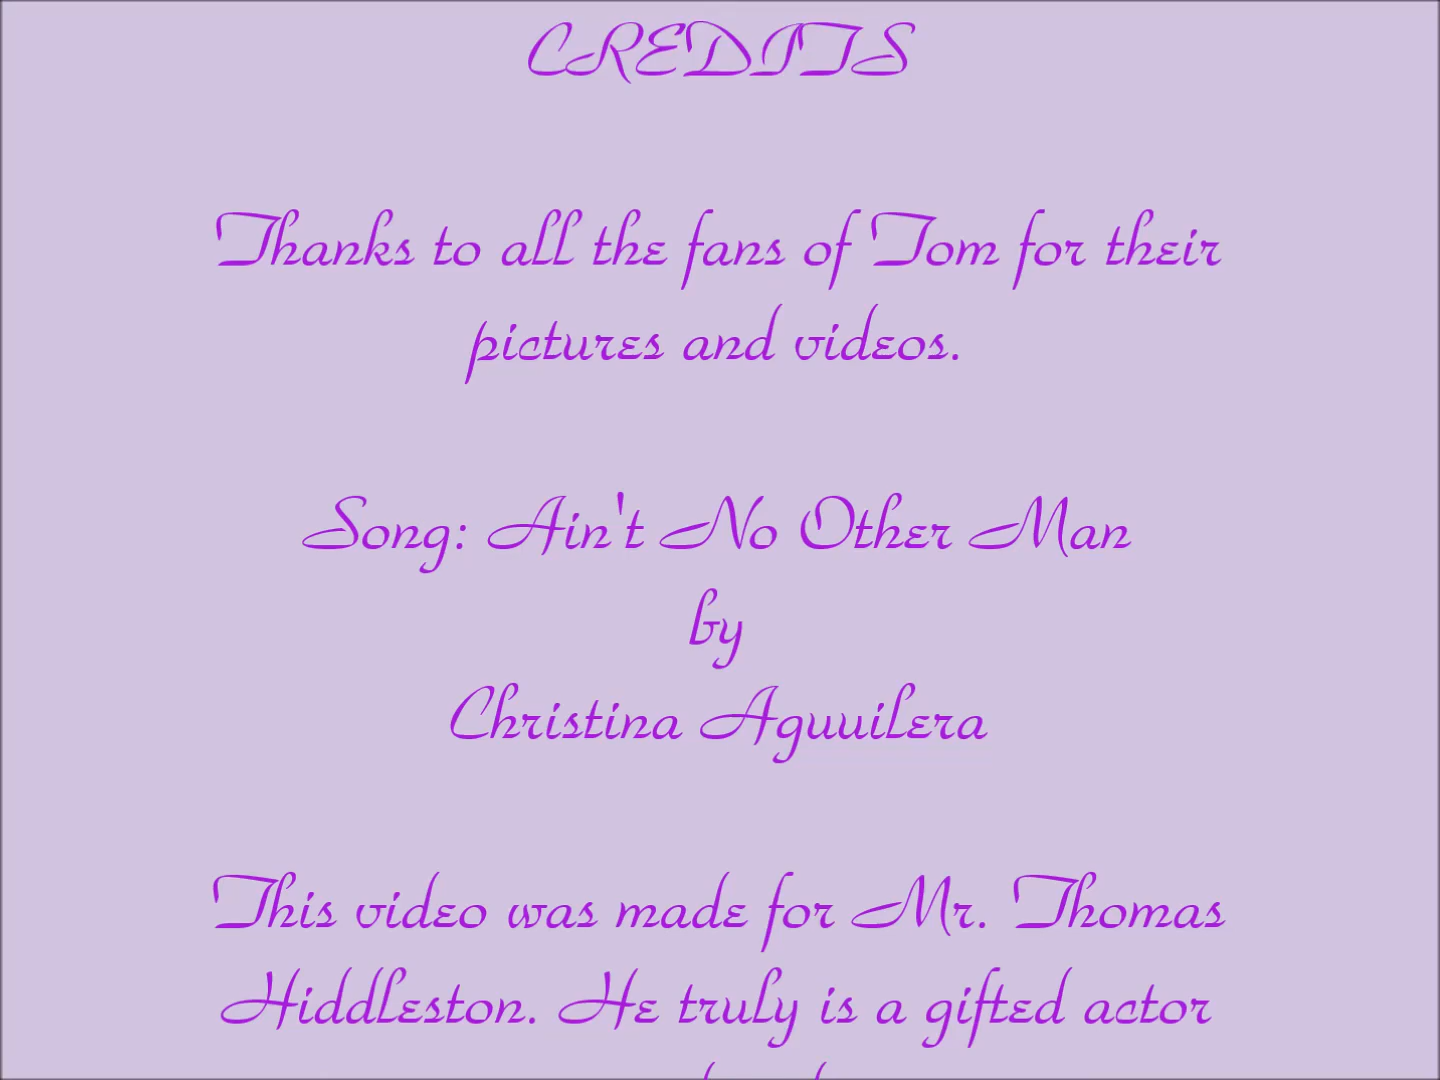 CREDITS
Thanks to all the fans of Tom for their
pictures and videos.
Song: Ain't No Other Man
by
Christina Aguuilera
This video was made for Mr. Thomas
Hiddleston. He truly is a gifted actor